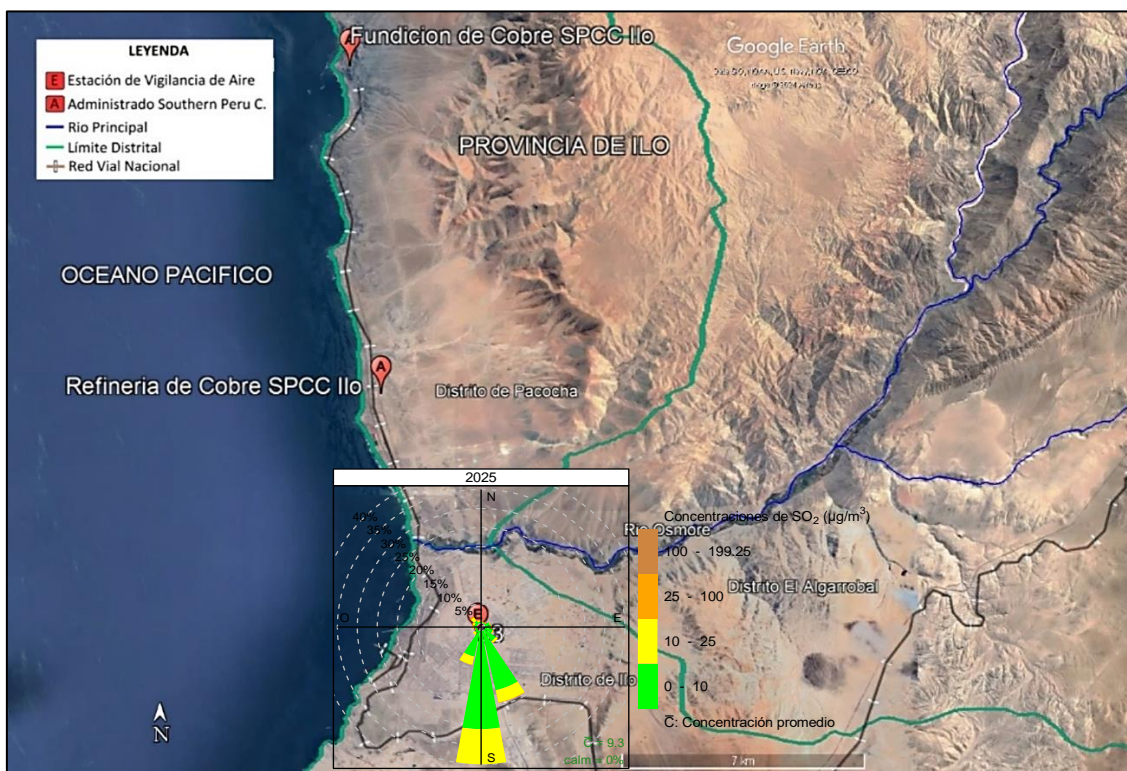 Fundicion de Cobre SPCC Ilo
LEYENDA
E Estación de Vigilancia de Aire
A Administrado Southern Peru C.
Rio Principal
Límite Distrital
Red Vial Nacional
A
Google Earth
PROVINCIA DE ILO
OCEANO PACIFICO
A
Refineria de Cobre SPCC Ilo
Distrito de Pacocha
2025
N
40%
35%
30%
25%
20%
15%
10%
5%
O
E
E
S
C = 9.3
calm = 0%
Rio Osmore
Concentraciones de SO₂ (µg/m³)
100 - 199.25
25 - 100
10 - 25
0 - 10
C̅: Concentración promedio
Distrito El Algarrobal
Distrito de Ilo
7 km
N